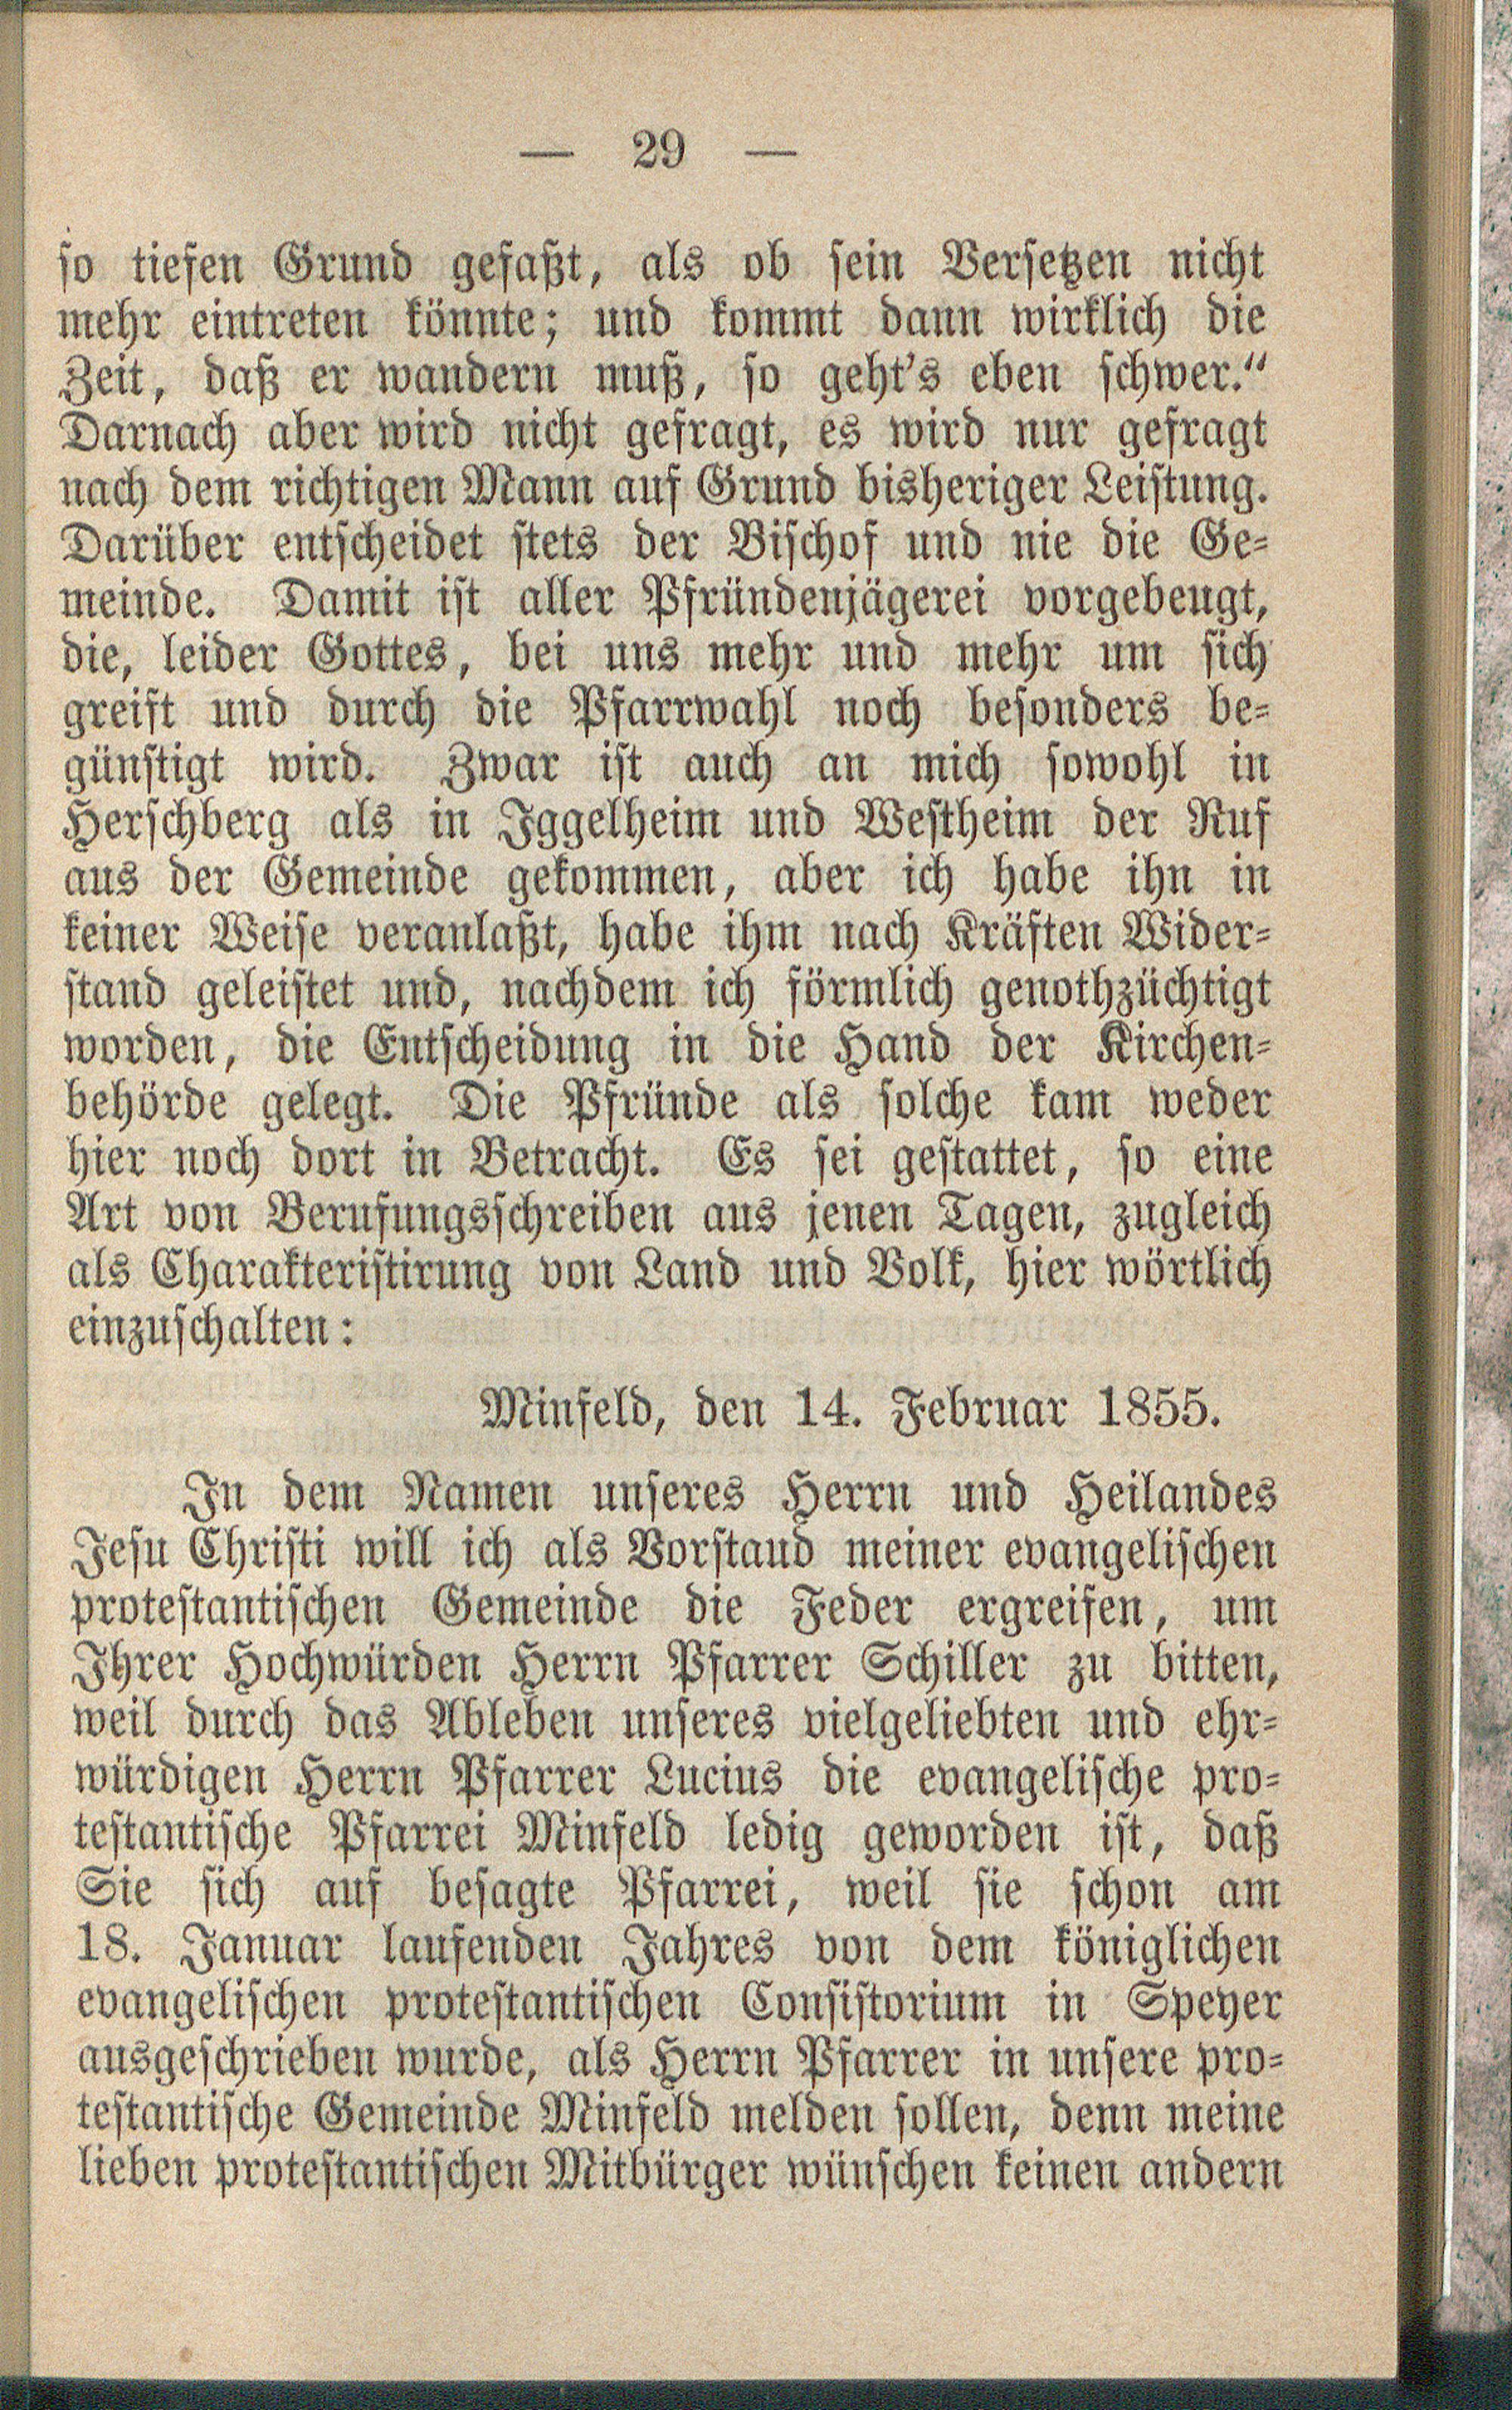 — 29 —
so tiefen Grund gefaßt, als ob sein Versetzen nicht
mehr eintreten könnte; und kommt dann wirklich die
Zeit, daß er wandern muß, so geht's eben schwer.“
Darnach aber wird nicht gefragt, es wird nur gefragt
nach dem richtigen Mann auf Grund bisheriger Leistung.
Darüber entscheidet stets der Bischof und nie die Ge-
meinde. Damit ist aller Pfründenjägerei vorgebeugt,
die, leider Gottes, bei uns mehr und mehr um sich
greift und durch die Pfarrwahl noch besonders be-
günstigt wird. Zwar ist auch an mich sowohl in
Herschberg als in Iggelheim und Westheim der Ruf
aus der Gemeinde gekommen, aber ich habe ihn in
keiner Weise veranlaßt, habe ihm nach Kräften Wider-
stand geleistet und, nachdem ich förmlich genothzüchtigt
worden, die Entscheidung in die Hand der Kirchen-
behörde gelegt. Die Pfründe als solche kam weder
hier noch dort in Betracht. Es sei gestattet, so eine
Art von Berufungsschreiben aus jenen Tagen, zugleich
als Charakteristirung von Land und Volk, hier wörtlich
einzuschalten:
Minfeld, den 14. Februar 1855.
In dem Namen unseres Herrn und Heilandes
Jesu Christi will ich als Vorstand meiner evangelischen
protestantischen Gemeinde die Feder ergreifen, um
Ihrer Hochwürden Herrn Pfarrer Schiller zu bitten,
weil durch das Ableben unseres vielgeliebten und ehr-
würdigen Herrn Pfarrer Lucius die evangelische pro-
testantische Pfarrei Minfeld ledig geworden ist, daß
Sie sich auf besagte Pfarrei, weil sie schon am
18. Januar laufenden Jahres von dem königlichen
evangelischen protestantischen Consistorium in Speyer
ausgeschrieben wurde, als Herrn Pfarrer in unsere pro-
testantische Gemeinde Minfeld melden sollen, denn meine
lieben protestantischen Mitbürger wünschen keinen andern